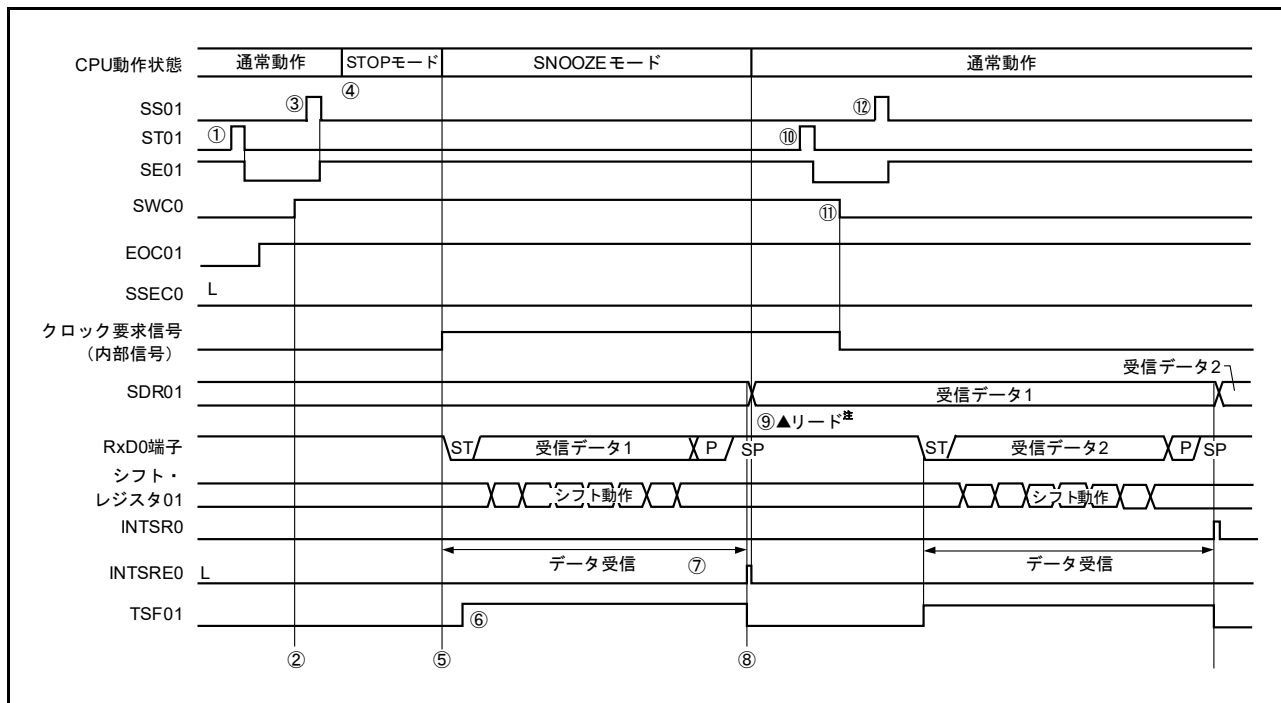 CPU動作状態 通常動作 STOPモード SNOOZEモード 通常動作
④
SS01 ③ ⑫
ST01 ① ⑩
SE01
SWC0 ⑪
EOC01
SSEC0 L
クロック要求信号
(内部信号)
受信データ2
SDR01 受信データ1
⑨▲リード注
RxD0端子 ST 受信データ1 P SP ST 受信データ2 P SP
シフト・
レジスタ01 シフト動作 シフト動作
INTSR0
データ受信 ⑦ データ受信
INTSRE0 L
TSF01 ⑥
② ⑤ ⑧